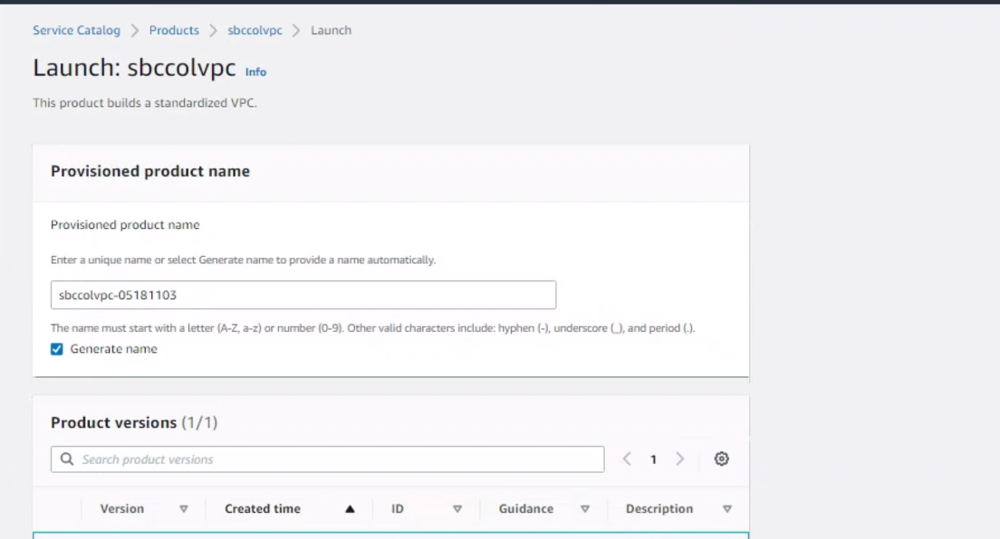 Service Catalog > Products > sbccolvpc > Launch
Launch: sbccolvpc Info
This product builds a standardized VPC.
Provisioned product name
Provisioned product name
Enter a unique name or select Generate name to provide a name automatically.
sbccolvpc-05181103
The name must start with a letter (A-Z, a-z) or number (0-9). Other valid characters include: hyphen (-), underscore (_), and period (.).
Generate name
Product versions (1/1)
Search product versions < 1 >
Version Created time ID Guidance Description